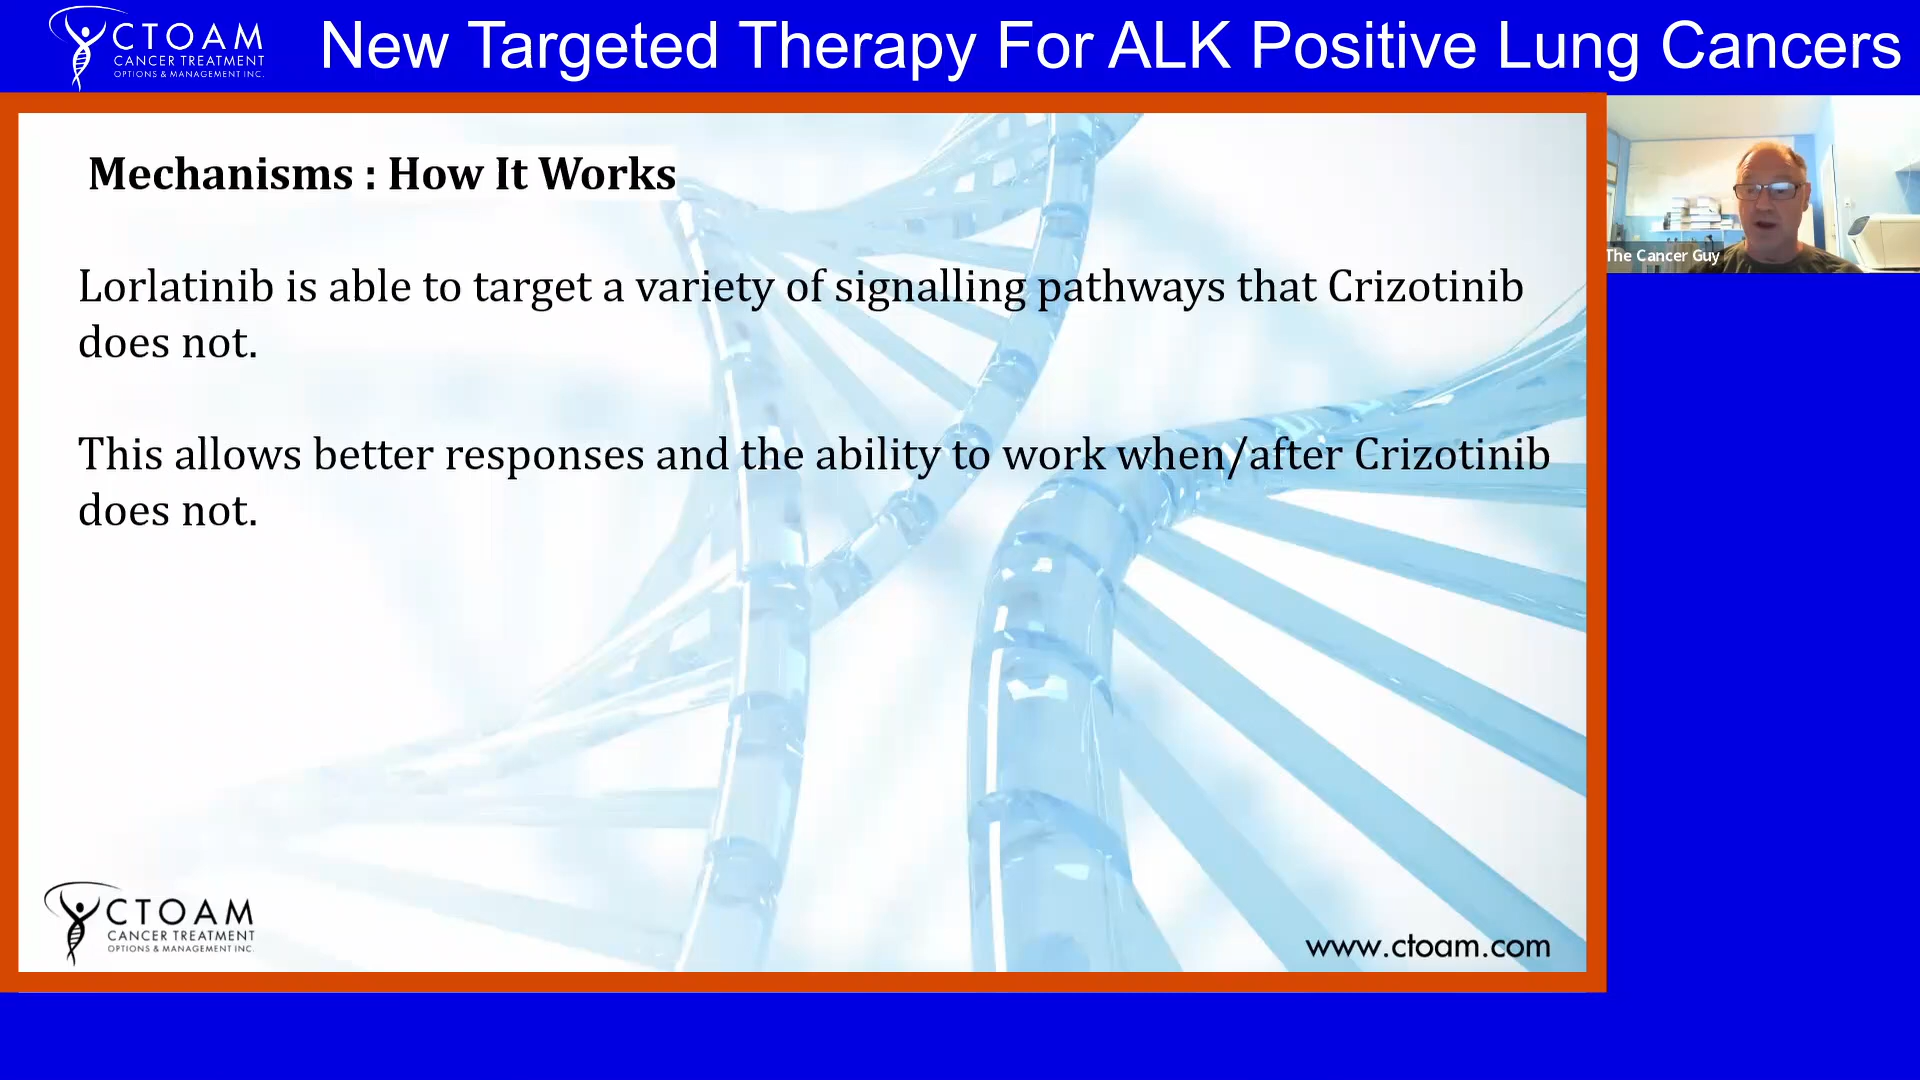 CTOAM
CANCER TREATMENT
OPTIONS & MANAGEMENT INC.
New Targeted Therapy For ALK Positive Lung Cancers
Mechanisms : How It Works
Lorlatinib is able to target a variety of signalling pathways that Crizotinib
does not.
This allows better responses and the ability to work when/after Crizotinib
does not.
The Cancer Guy
CTOAM
CANCER TREATMENT
OPTIONS & MANAGEMENT INC.
www.ctoam.com